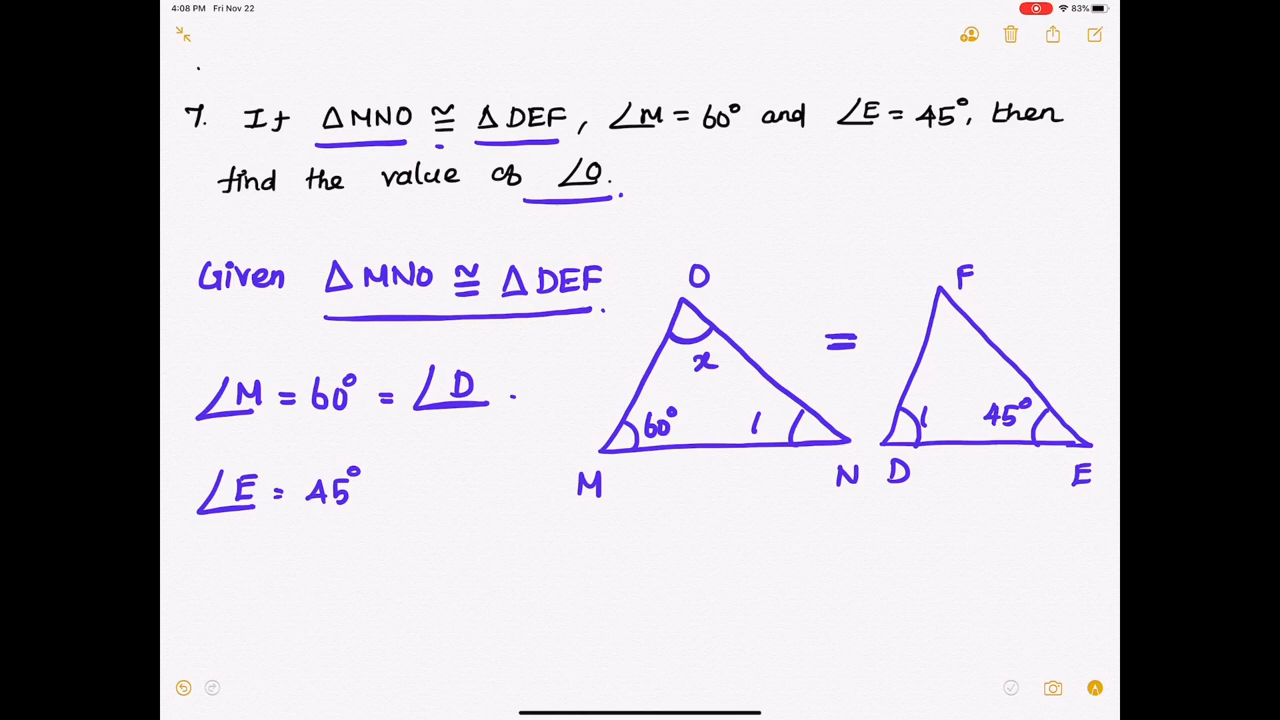 4:08 PM Fri Nov 22
83%
7. If ΔMNO ≅ ΔDEF, ∠M = 60° and ∠E = 45°, then
find the value of ∠O.
Given ΔMNO ≅ ΔDEF.
∠M = 60° = ∠D.
∠E = 45°
O
F
x
=
60°
45°
M
N
D
E